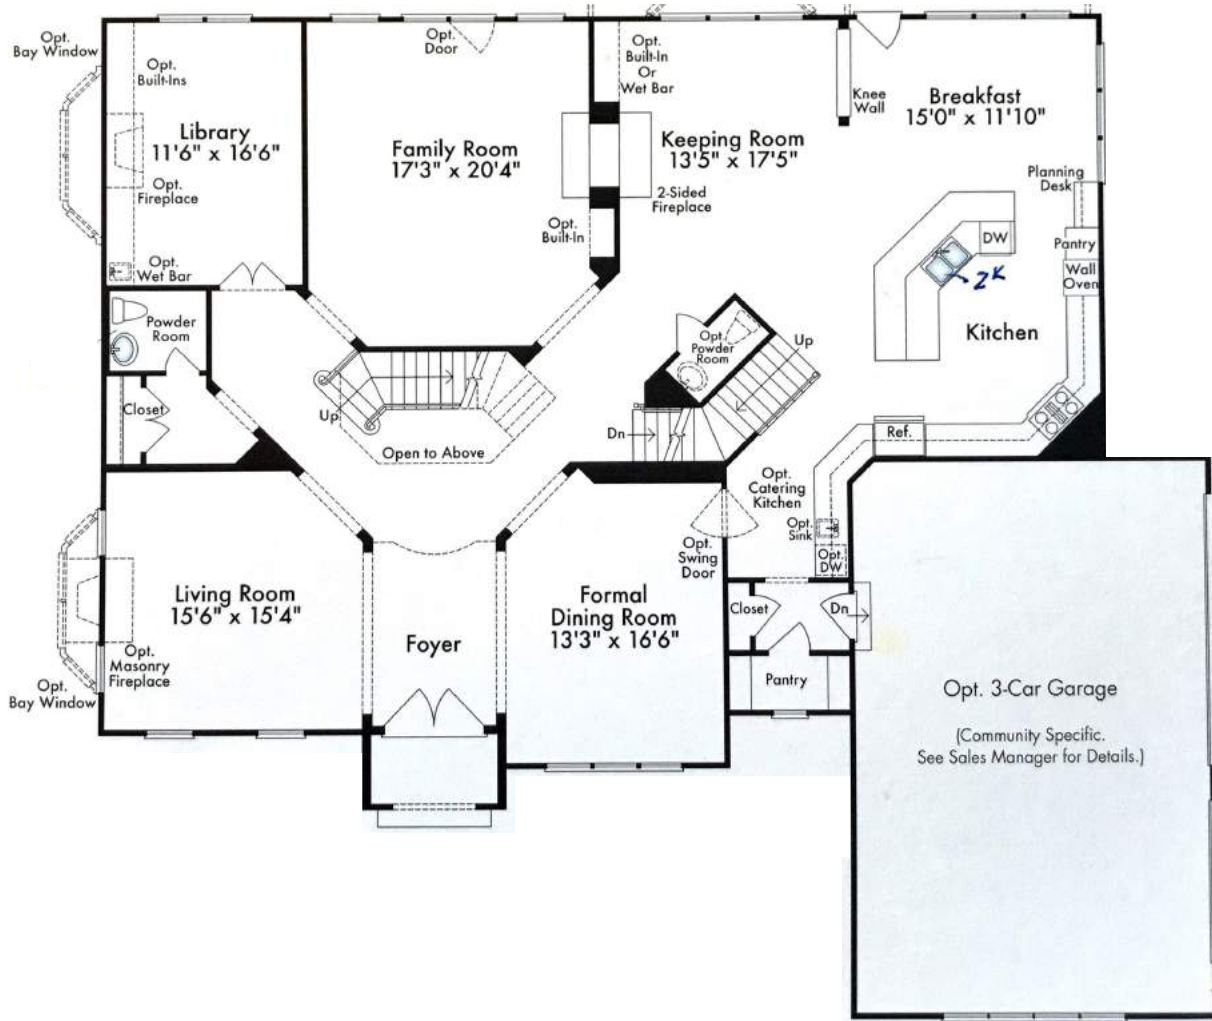 Opt.
Bay Window
Opt.
Built-Ins
Library
11'6" x 16'6"
Opt.
Fireplace
Opt.
Wet Bar
Opt.
Door
Family Room
17'3" x 20'4"
Opt.
Built-In
Or
Wet Bar
Keeping Room
13'5" x 17'5"
2-Sided
Fireplace
Opt.
Built-In
Knee
Wall
Breakfast
15'0" x 11'10"
Planning
Desk
DW
Pantry
Wall
Oven
2K
Kitchen
Powder
Room
Closet
Up
Open to Above
Opt.
Powder
Room
Up
Dn
Ref.
Opt.
Catering
Kitchen
Opt.
Sink
Opt.
DW
Opt.
Swing
Door
Living Room
15'6" x 15'4"
Opt.
Masonry
Fireplace
Opt.
Bay Window
Foyer
Formal
Dining Room
13'3" x 16'6"
Closet
Dn
Pantry
Opt. 3-Car Garage
(Community Specific.
See Sales Manager for Details.)